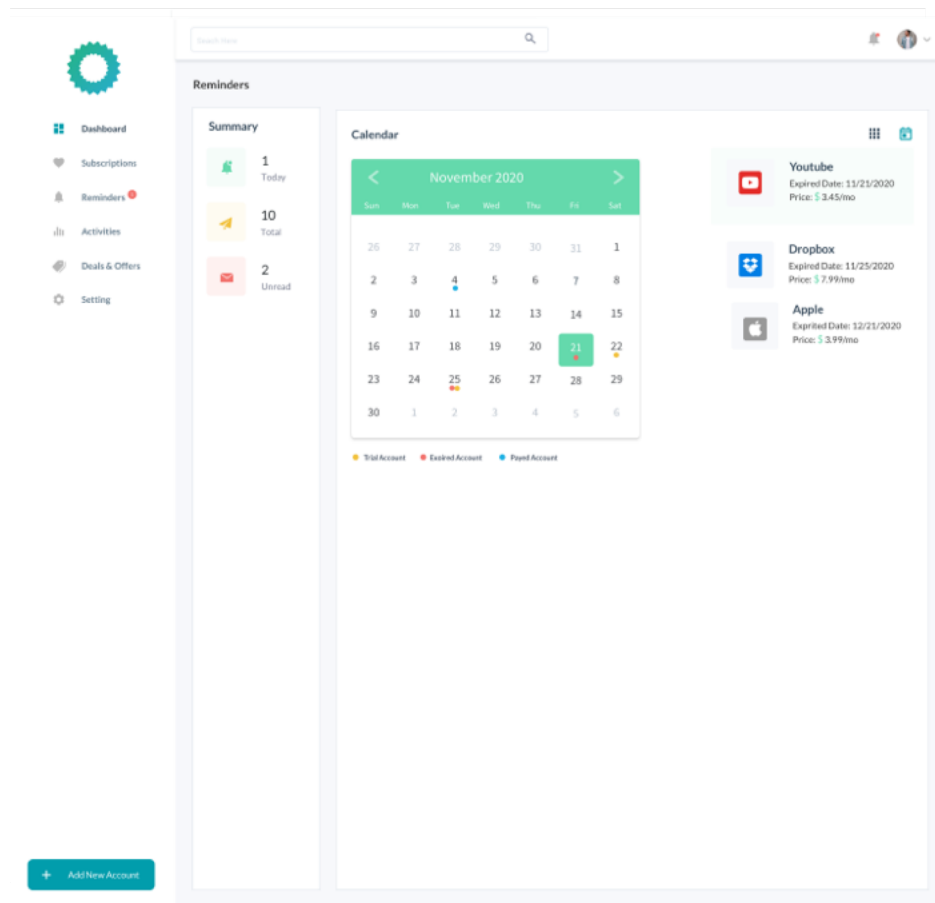 Search Here
Reminders
Dashboard
Subscriptions
Reminders
Activities
Deals & Offers
Setting
Add New Account
Summary
1
Today
10
Total
2
Unread
Calendar
November 2020
Sun Mon Tue Wed Thu Fri Sat
26 27 28 29 30 31 1
2 3 4 5 6 7 8
9 10 11 12 13 14 15
16 17 18 19 20 21 22
23 24 25 26 27 28 29
30 1 2 3 4 5 6
Trial Account Expired Account Payed Account
Youtube
Expired Date: 11/21/2020
Price: $ 3.45/mo
Dropbox
Expired Date: 11/25/2020
Price: $ 7.99/mo
Apple
Exprited Date: 12/21/2020
Price: $ 3.99/mo